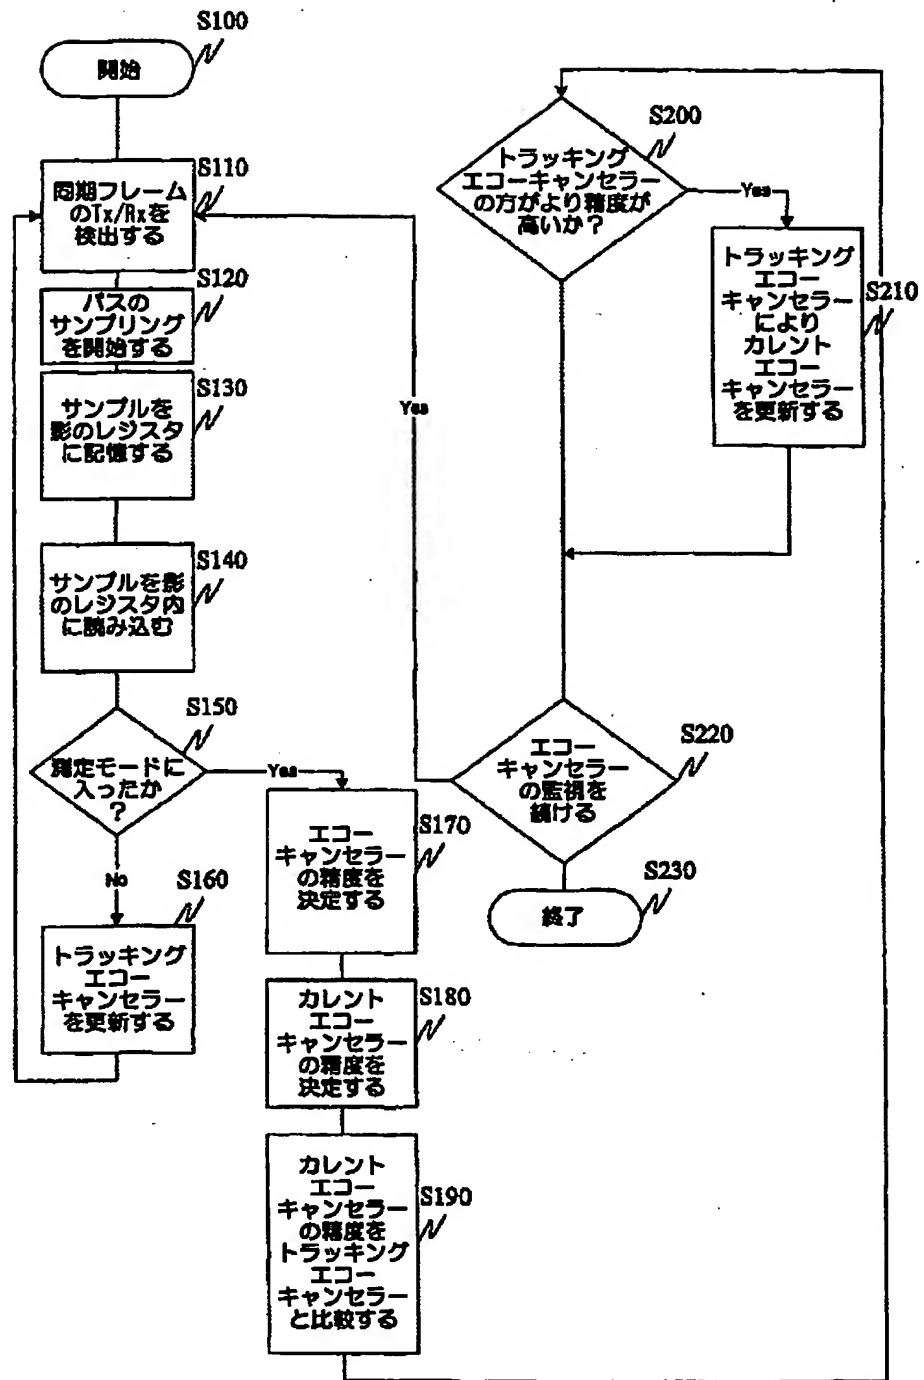 S100
開始
S110
同期フレーム
のTx/Rxを
検出する
S120
パスの
サンプリング
を開始する
S130
サンプルを
影のレジスタ
に記憶する
S140
サンプルを影
のレジスタ内
に読み込む
S150
測定モードに
入ったか
?
Yes
No
S160
トラッキング
エコー
キャンセラー
を更新する
S170
エコー
キャンセラー
の精度を
決定する
S180
カレント
エコー
キャンセラー
の精度を
決定する
S190
カレント
エコー
キャンセラー
の精度を
トラッキング
エコー
キャンセラー
と比較する
S200
トラッキング
エコーキャンセラー
の方がより精度が
高いか?
Yes
S210
トラッキング
エコー
キャンセラー
により
カレント
エコー
キャンセラー
を更新する
Yes
S220
エコー
キャンセラー
の監視を
続ける
S230
終了